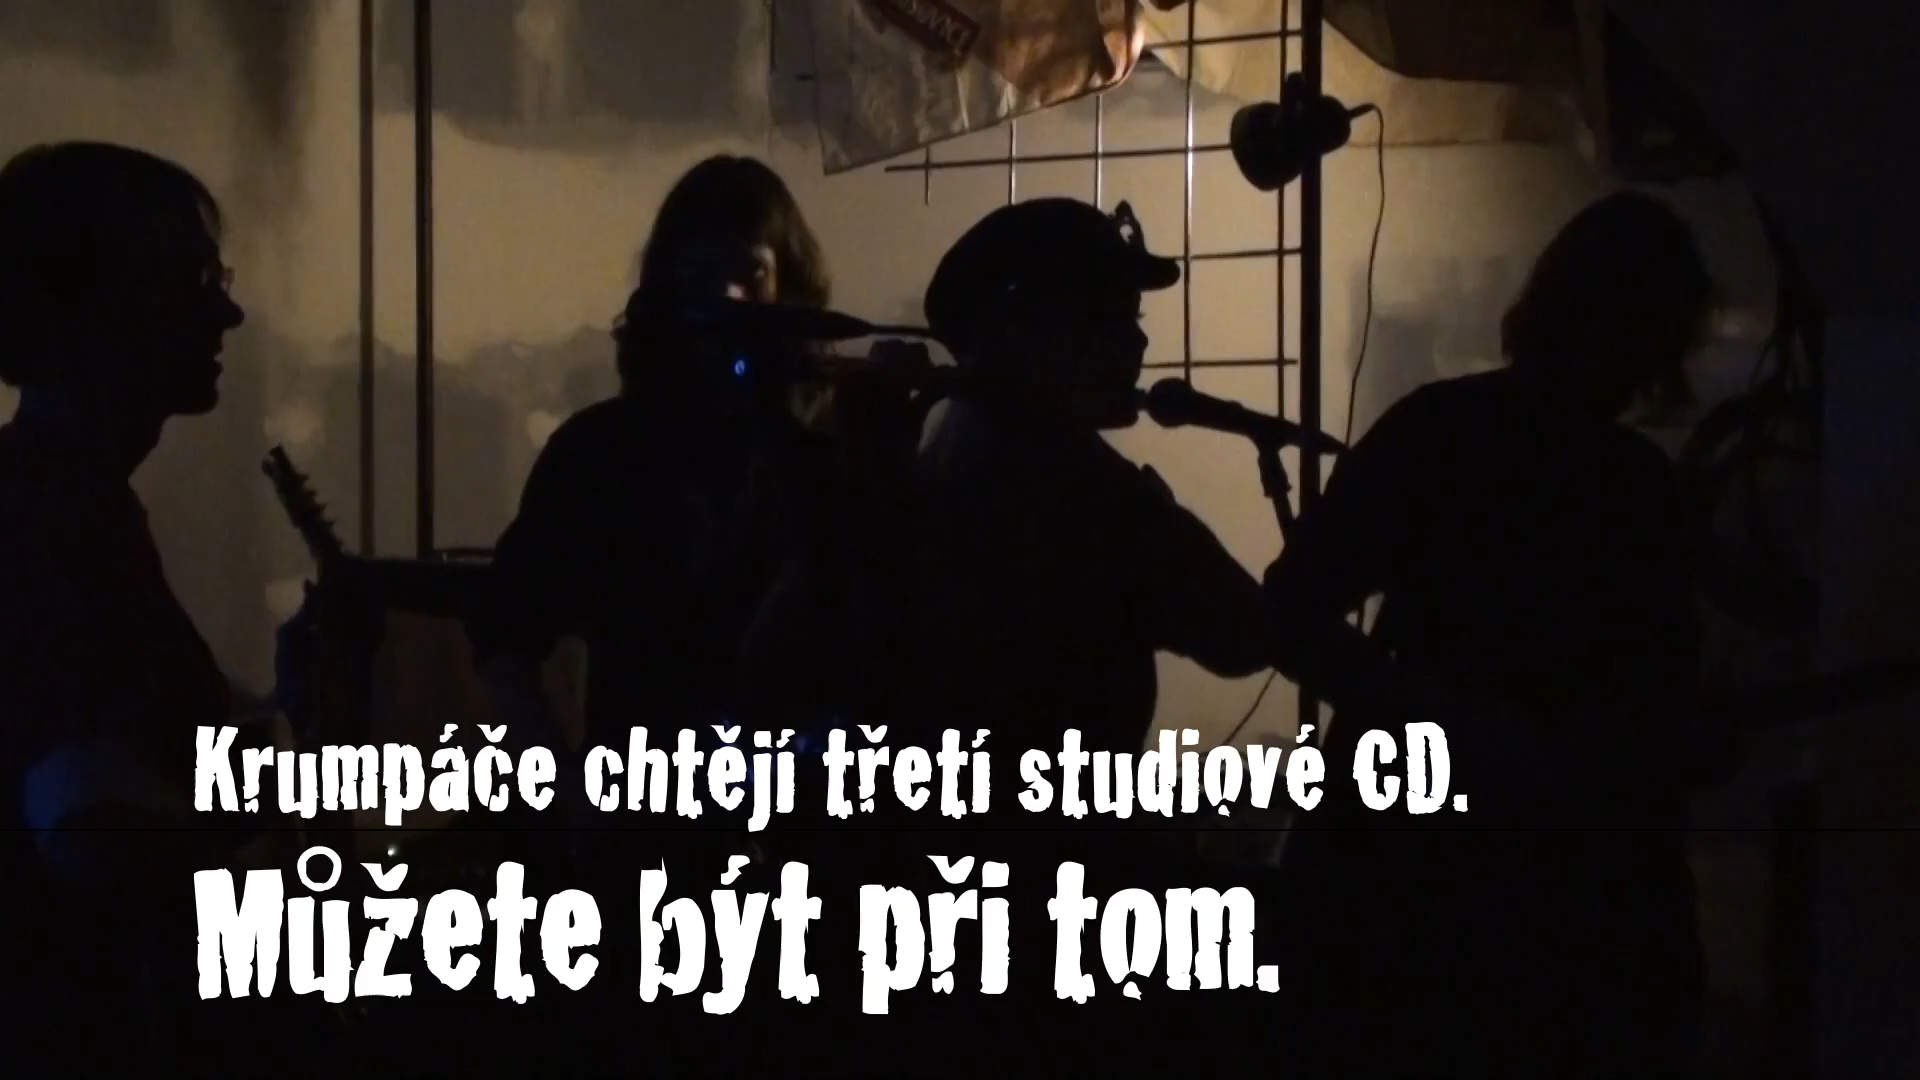 Krumpáče chtějí třetí studiové CD.
Můžete být při tom.